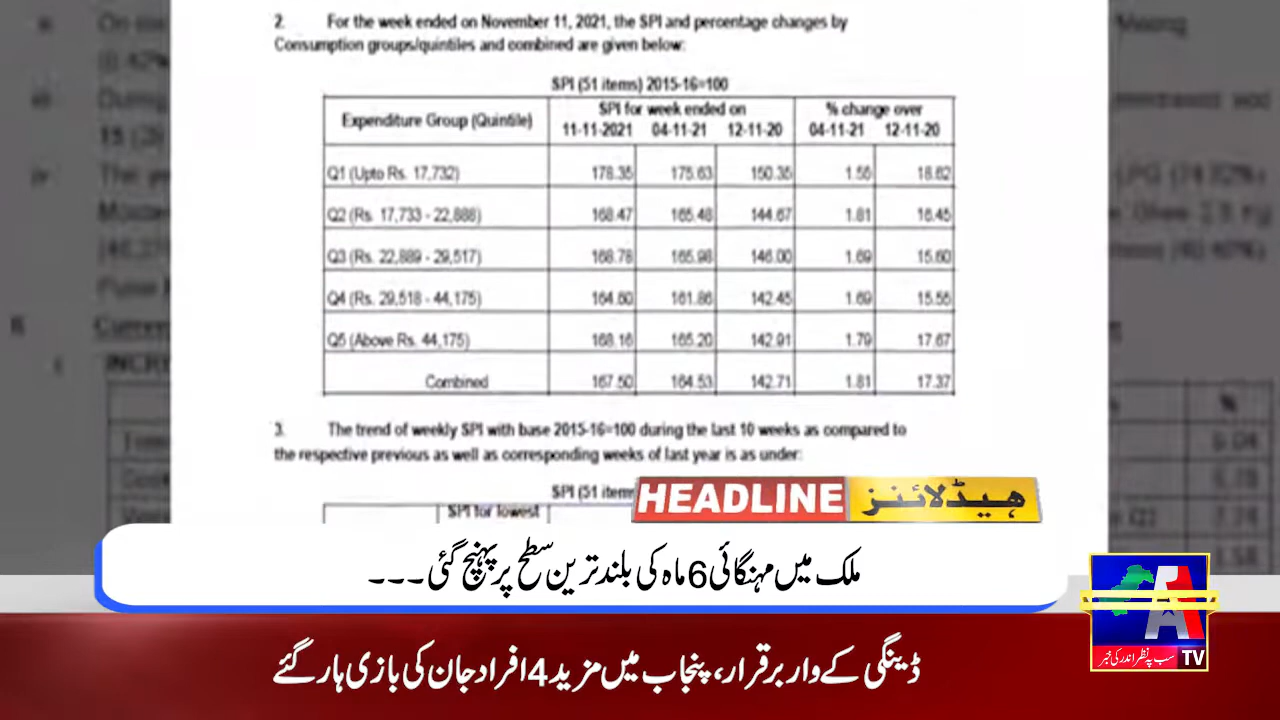 2. For the week ended on November 11, 2021, the SPI and percentage changes by
Consumption groups/quintiles and combined are given below:
SPI (51 items) 2015-16=100
Expenditure Group (Quintile) SPI for week ended on % change over
11-11-2021 04-11-21 12-11-20 04-11-21 12-11-20
Q1 (Upto Rs. 17,732) 178.35 175.63 150.35 1.55 18.62
Q2 (Rs. 17,733 - 22,888) 168.47 165.48 144.67 1.81 16.45
Q3 (Rs. 22,889 - 29,517) 168.78 165.98 146.00 1.69 15.60
Q4 (Rs. 29,518 - 44,175) 164.60 161.86 142.45 1.69 15.55
Q5 (Above Rs. 44,175) 168.16 165.20 142.91 1.79 17.67
Combined 167.50 164.53 142.71 1.81 17.37
3. The trend of weekly SPI with base 2015-16=100 during the last 10 weeks as compared to
the respective previous as well as corresponding weeks of last year is as under:
SPI (51
SPI for lowest
HEADLINE ھیڈلائنز
ملک میں مہنگائی 6 ماہ کی بلند ترین سطح پر پہنچ گئی ---
ڈینگی کے وار برقرار، پنجاب میں مزید 4 افراد جان کی بازی ہار گئے
A
سب پہ نظر اندر کی خبر TV